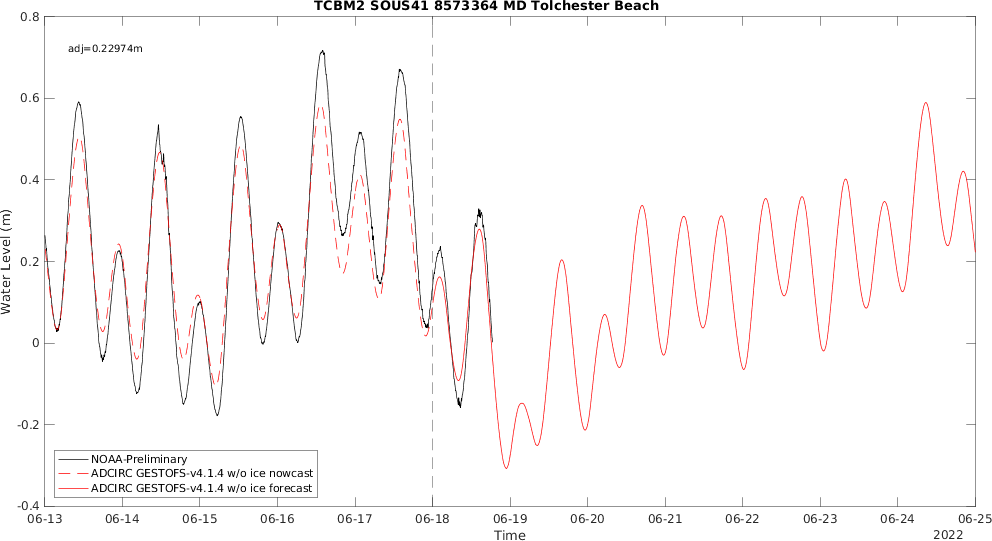 TCBM2 SOUS41 8573364 MD Tolchester Beach
adj=0.22974m
Water Level (m)
0.8
0.6
0.4
0.2
0
-0.2
-0.4
NOAA-Preliminary
ADCIRC GESTOFS-v4.1.4 w/o ice nowcast
ADCIRC GESTOFS-v4.1.4 w/o ice forecast
06-13 06-14 06-15 06-16 06-17 06-18 06-19 06-20 06-21 06-22 06-23 06-24 06-25
Time
2022